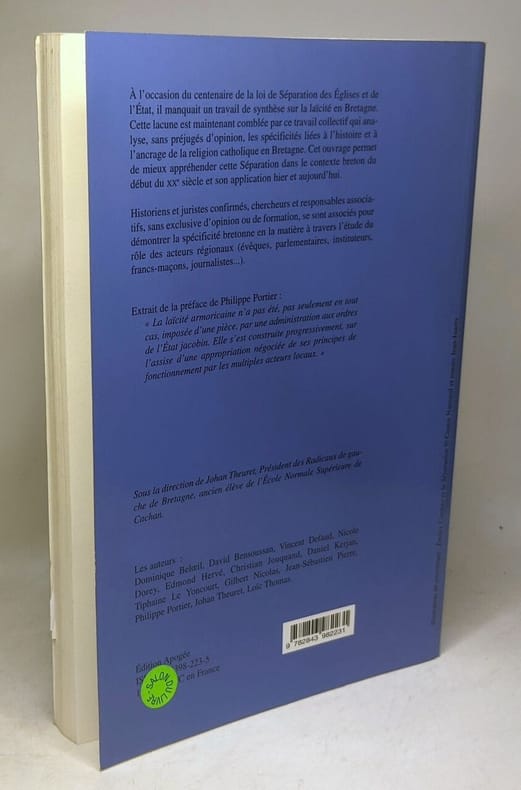 À l'occasion du centenaire de la loi de Séparation des Églises et de
l'État, il manquait un travail de synthèse sur la laïcité en Bretagne.
Cette lacune est maintenant comblée par ce travail collectif qui ana-
lyse, sans préjugés d'opinion, les spécificités liées à l'histoire et à
l'ancrage de la religion catholique en Bretagne. Cet ouvrage permet
de mieux appréhender cette Séparation dans le contexte breton du
début du XXe siècle et son application hier et aujourd'hui.
Historiens et juristes confirmés, chercheurs et responsables associa-
tifs, sans exclusive d'opinion ou de formation, se sont associés pour
démontrer la spécificité bretonne en la matière à travers l'étude du
rôle des acteurs régionaux (évêques, parlementaires, instituteurs,
francs-maçons, journalistes...).
Extrait de la préface de Philippe Portier :
« La laïcité armoricaine n'a pas été, pas seulement en tout
cas, imposée d'une pièce, par une administration aux ordres
de l'État jacobin. Elle s'est construite progressivement, sur
l'assise d'une appropriation négociée de ses principes de
fonctionnement par les multiples acteurs locaux. »
Sous la direction de Johan Theuret, Président des Radicaux de gau-
che de Bretagne, ancien élève de l'École Normale Supérieure de
Cachan.
Les auteurs :
Dominique Belœil, David Bensoussan, Vincent Defaud, Nicole
Dorey, Edmond Hervé, Christian Jouquand, Daniel Kerjan,
Tiphaine Le Yoncourt, Gilbert Nicolas, Jean-Sébastien Pierre,
Philippe Portier, Johan Theuret, Loïc Thomas.
9 782843 982231
Édition Apogée
398-223-5
C en France
SALON DU LIVRE